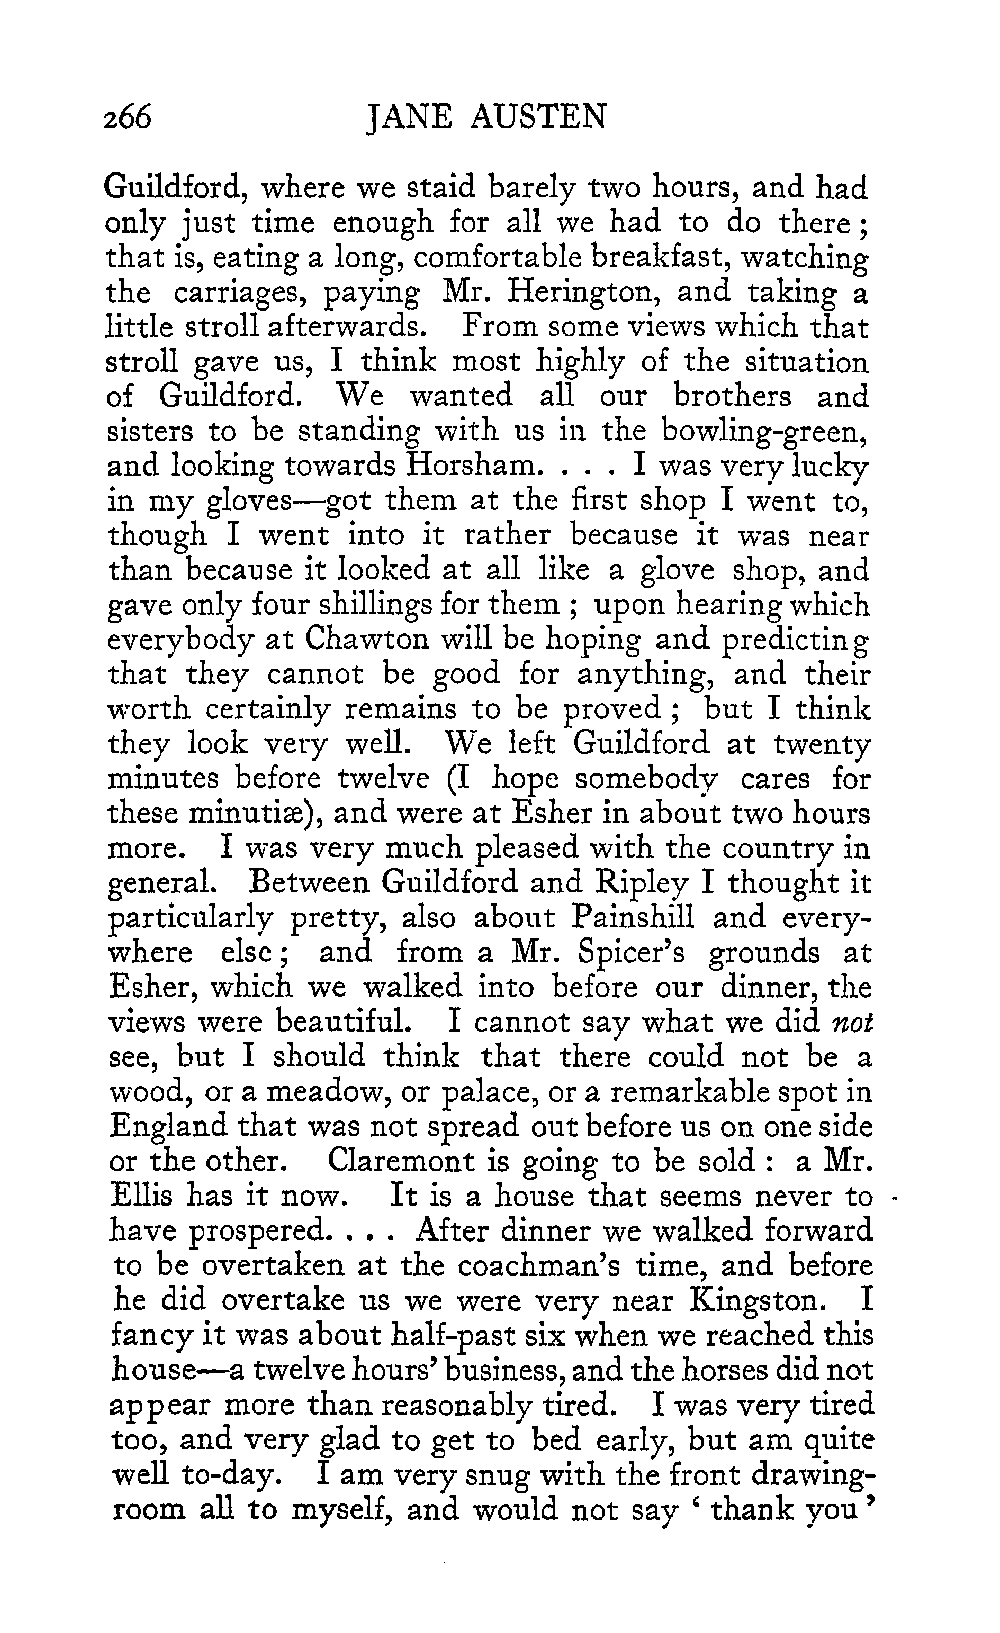 266 JANE AUSTEN
Guildford, where we staid barely two hours, and had
only just time enough for all we had to do there ;
that is, eating a long, comfortable breakfast, watching
the carriages, paying Mr. Herington, and taking a
little stroll afterwards. From some views which that
stroll gave us, I think most highly of the situation
of Guildford. We wanted all our brothers and
sisters to be standing with us in the bowling-green,
and looking towards Horsham. . . . I was very lucky
in my gloves—got them at the first shop I went to,
though I went into it rather because it was near
than because it looked at all like a glove shop, and
gave only four shillings for them ; upon hearing which
everybody at Chawton will be hoping and predicting
that they cannot be good for anything, and their
worth certainly remains to be proved ; but I think
they look very well. We left Guildford at twenty
minutes before twelve (I hope somebody cares for
these minutiæ), and were at Esher in about two hours
more. I was very much pleased with the country in
general. Between Guildford and Ripley I thought it
particularly pretty, also about Painshill and every-
where else ; and from a Mr. Spicer's grounds at
Esher, which we walked into before our dinner, the
views were beautiful. I cannot say what we did not
see, but I should think that there could not be a
wood, or a meadow, or palace, or a remarkable spot in
England that was not spread out before us on one side
or the other. Claremont is going to be sold : a Mr.
Ellis has it now. It is a house that seems never to
have prospered. . . . After dinner we walked forward
to be overtaken at the coachman's time, and before
he did overtake us we were very near Kingston. I
fancy it was about half-past six when we reached this
house—a twelve hours' business, and the horses did not
appear more than reasonably tired. I was very tired
too, and very glad to get to bed early, but am quite
well to-day. I am very snug with the front drawing-
room all to myself, and would not say ' thank you '